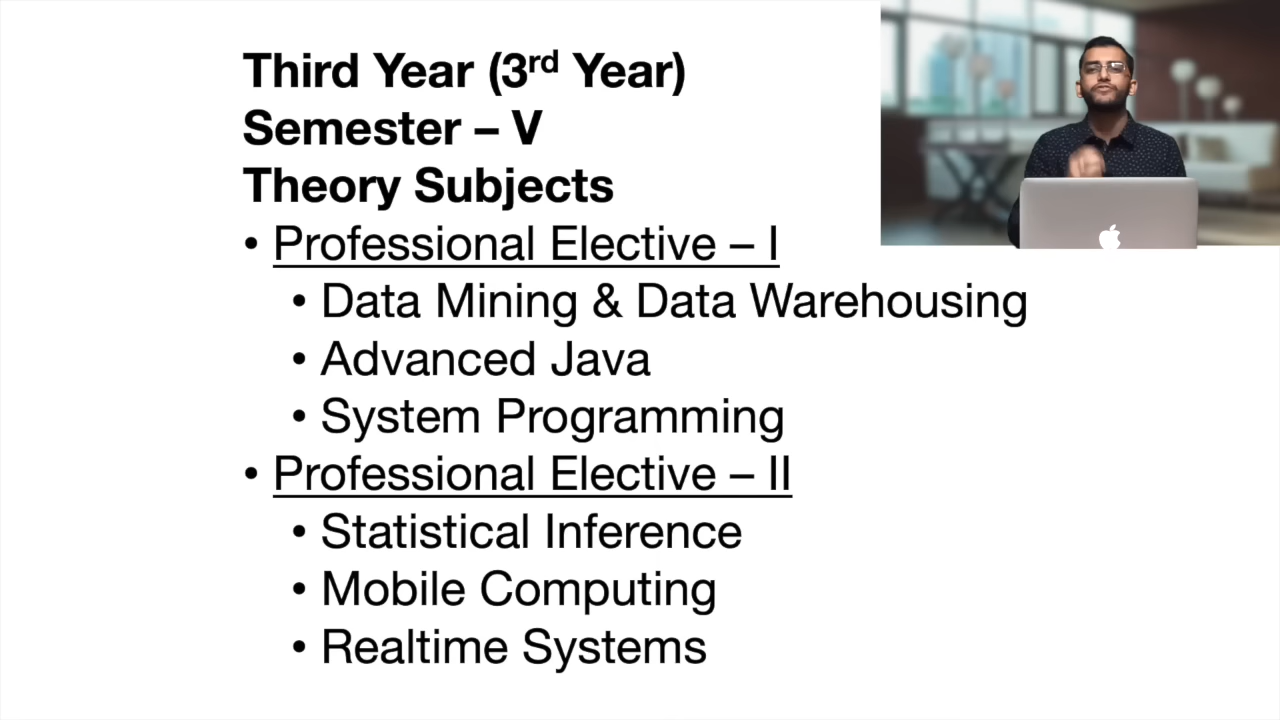 Third Year (3rd Year)
Semester – V
Theory Subjects
• Professional Elective – I
• Data Mining & Data Warehousing
• Advanced Java
• System Programming
• Professional Elective – II
• Statistical Inference
• Mobile Computing
• Realtime Systems